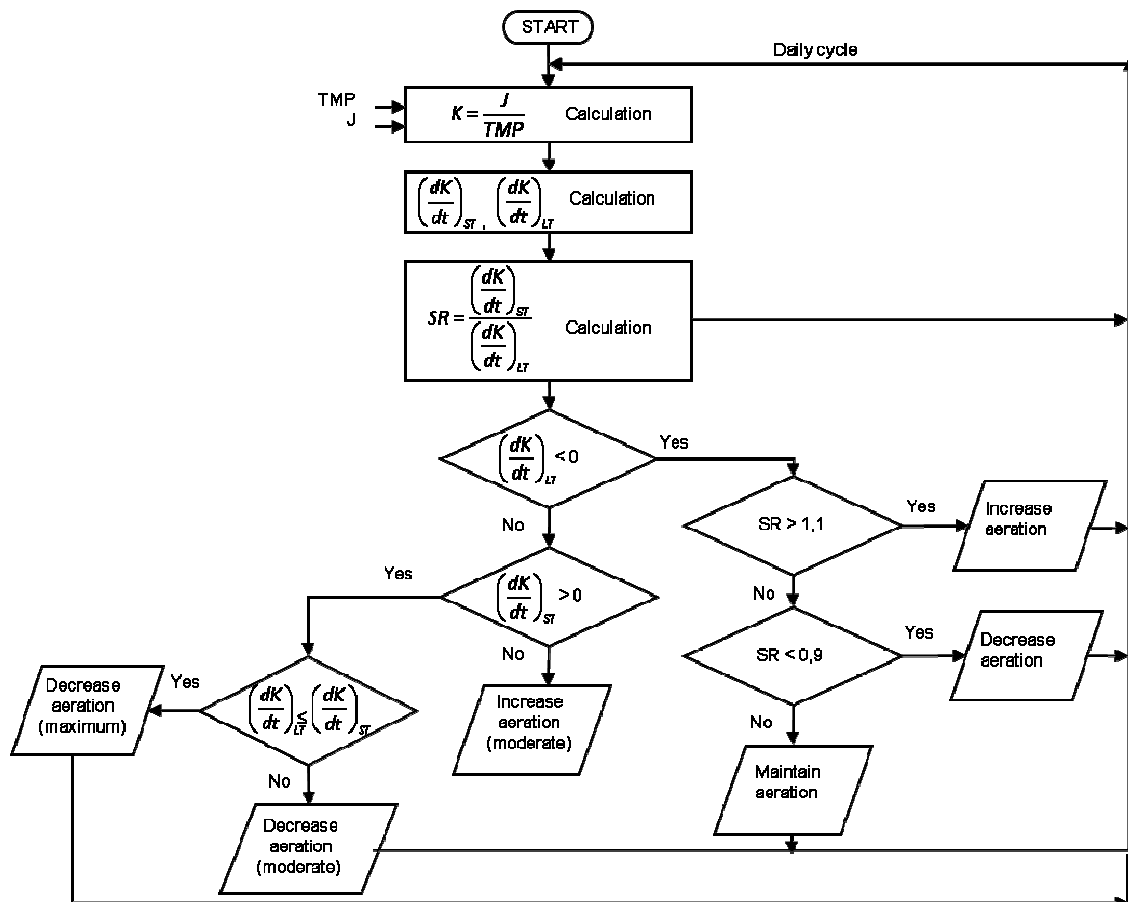 START
Daily cycle
TMP
J
K = J / TMP Calculation
(dK/dt)ST , (dK/dt)LT Calculation
SR = (dK/dt)ST / (dK/dt)LT Calculation
(dK/dt)LT < 0
Yes
No
SR > 1,1
Yes
Increase
aeration
No
(dK/dt)ST > 0
Yes
No
SR < 0,9
Yes
Decrease
aeration
No
(dK/dt)LT ≤ (dK/dt)ST
Yes
Decrease
aeration
(maximum)
No
Increase
aeration
(moderate)
Maintain
aeration
Decrease
aeration
(moderate)